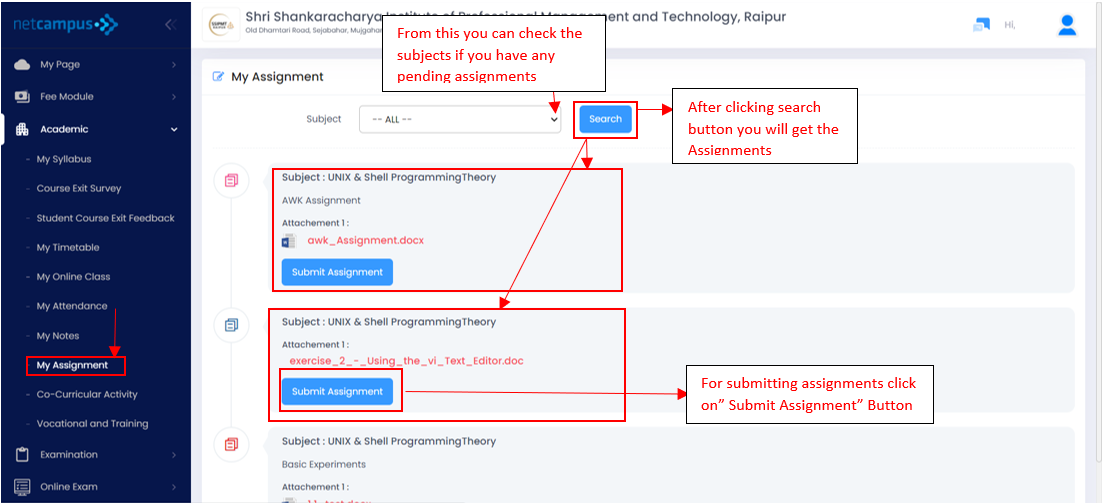 netcampus
Shri Shankaracharya Institute of Professional Management and Technology, Raipur
Old Dhamtari Road, Sejabahar, Mujgahan
Hi,
From this you can check the
subjects if you have any
pending assignments
My Page
Fee Module
Academic
My Syllabus
Course Exit Survey
Student Course Exit Feedback
My Timetable
My Online Class
My Attendance
My Notes
My Assignment
Co-Curricular Activity
Vocational and Training
Examination
Online Exam
My Assignment
Subject
-- ALL --
Search
After clicking search
button you will get the
Assignments
Subject : UNIX & Shell ProgrammingTheory
AWK Assignment
Attachement 1 :
awk_Assignment.docx
Submit Assignment
Subject : UNIX & Shell ProgrammingTheory
Attachement 1 :
exercise_2_-_Using_the_vi_Text_Editor.doc
Submit Assignment
For submitting assignments click
on” Submit Assignment” Button
Subject : UNIX & Shell ProgrammingTheory
Basic Experiments
Attachement 1 :